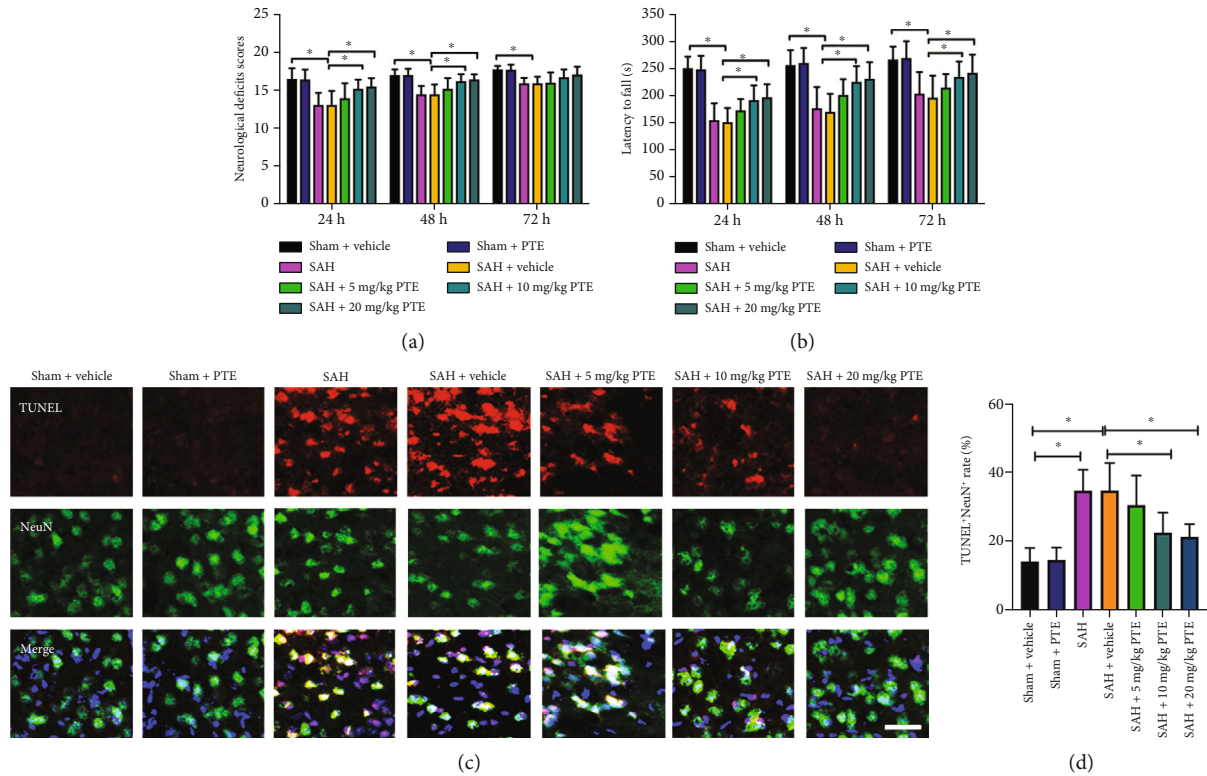 25
20
15
10
5
0
Neurological deficits scores
* * *
* * *
*
24 h 48 h 72 h
Sham + vehicle Sham + PTE
SAH SAH + vehicle
SAH + 5 mg/kg PTE SAH + 10 mg/kg PTE
SAH + 20 mg/kg PTE
(a)
350
300
250
200
150
100
50
0
Latency to fall (s)
* * *
* * *
* * *
24 h 48 h 72 h
Sham + vehicle Sham + PTE
SAH SAH + vehicle
SAH + 5 mg/kg PTE SAH + 10 mg/kg PTE
SAH + 20 mg/kg PTE
(b)
Sham + vehicle Sham + PTE SAH SAH + vehicle SAH + 5 mg/kg PTE SAH + 10 mg/kg PTE SAH + 20 mg/kg PTE
TUNEL
NeuN
Merge
(c)
60
40
20
0
TUNEL⁺NeuN⁺ rate (%)
* *
* *
Sham + vehicle
Sham + PTE
SAH
SAH + vehicle
SAH + 5 mg/kg PTE
SAH + 10 mg/kg PTE
SAH + 20 mg/kg PTE
(d)